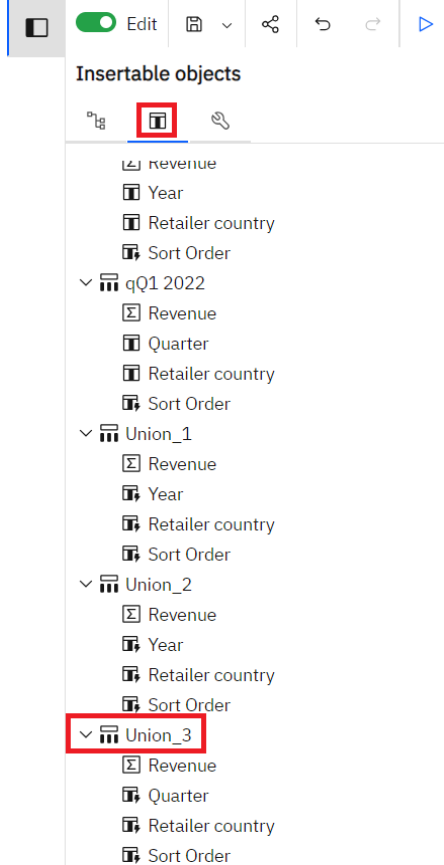 Edit
Insertable objects
Revenue
Year
Retailer country
Sort Order
qQ1 2022
Revenue
Quarter
Retailer country
Sort Order
Union_1
Revenue
Year
Retailer country
Sort Order
Union_2
Revenue
Year
Retailer country
Sort Order
Union_3
Revenue
Quarter
Retailer country
Sort Order